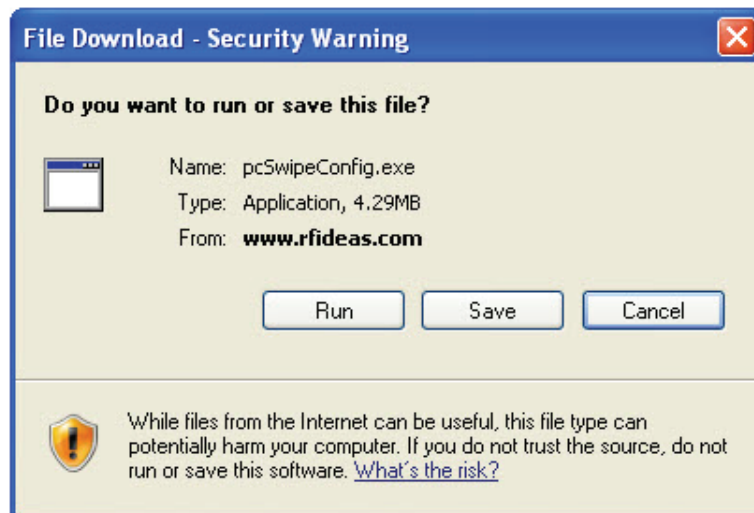 File Download - Security Warning
Do you want to run or save this file?
Name: pcSwipeConfig.exe
Type: Application, 4.29MB
From: www.rfideas.com
Run Save Cancel
While files from the Internet can be useful, this file type can
potentially harm your computer. If you do not trust the source, do not
run or save this software. What's the risk?